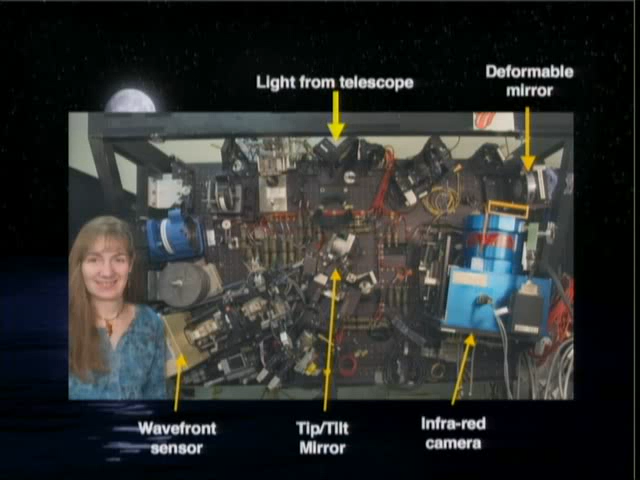 Light from telescope
Deformable
mirror
Wavefront
sensor
Tip/Tilt
Mirror
Infra-red
camera